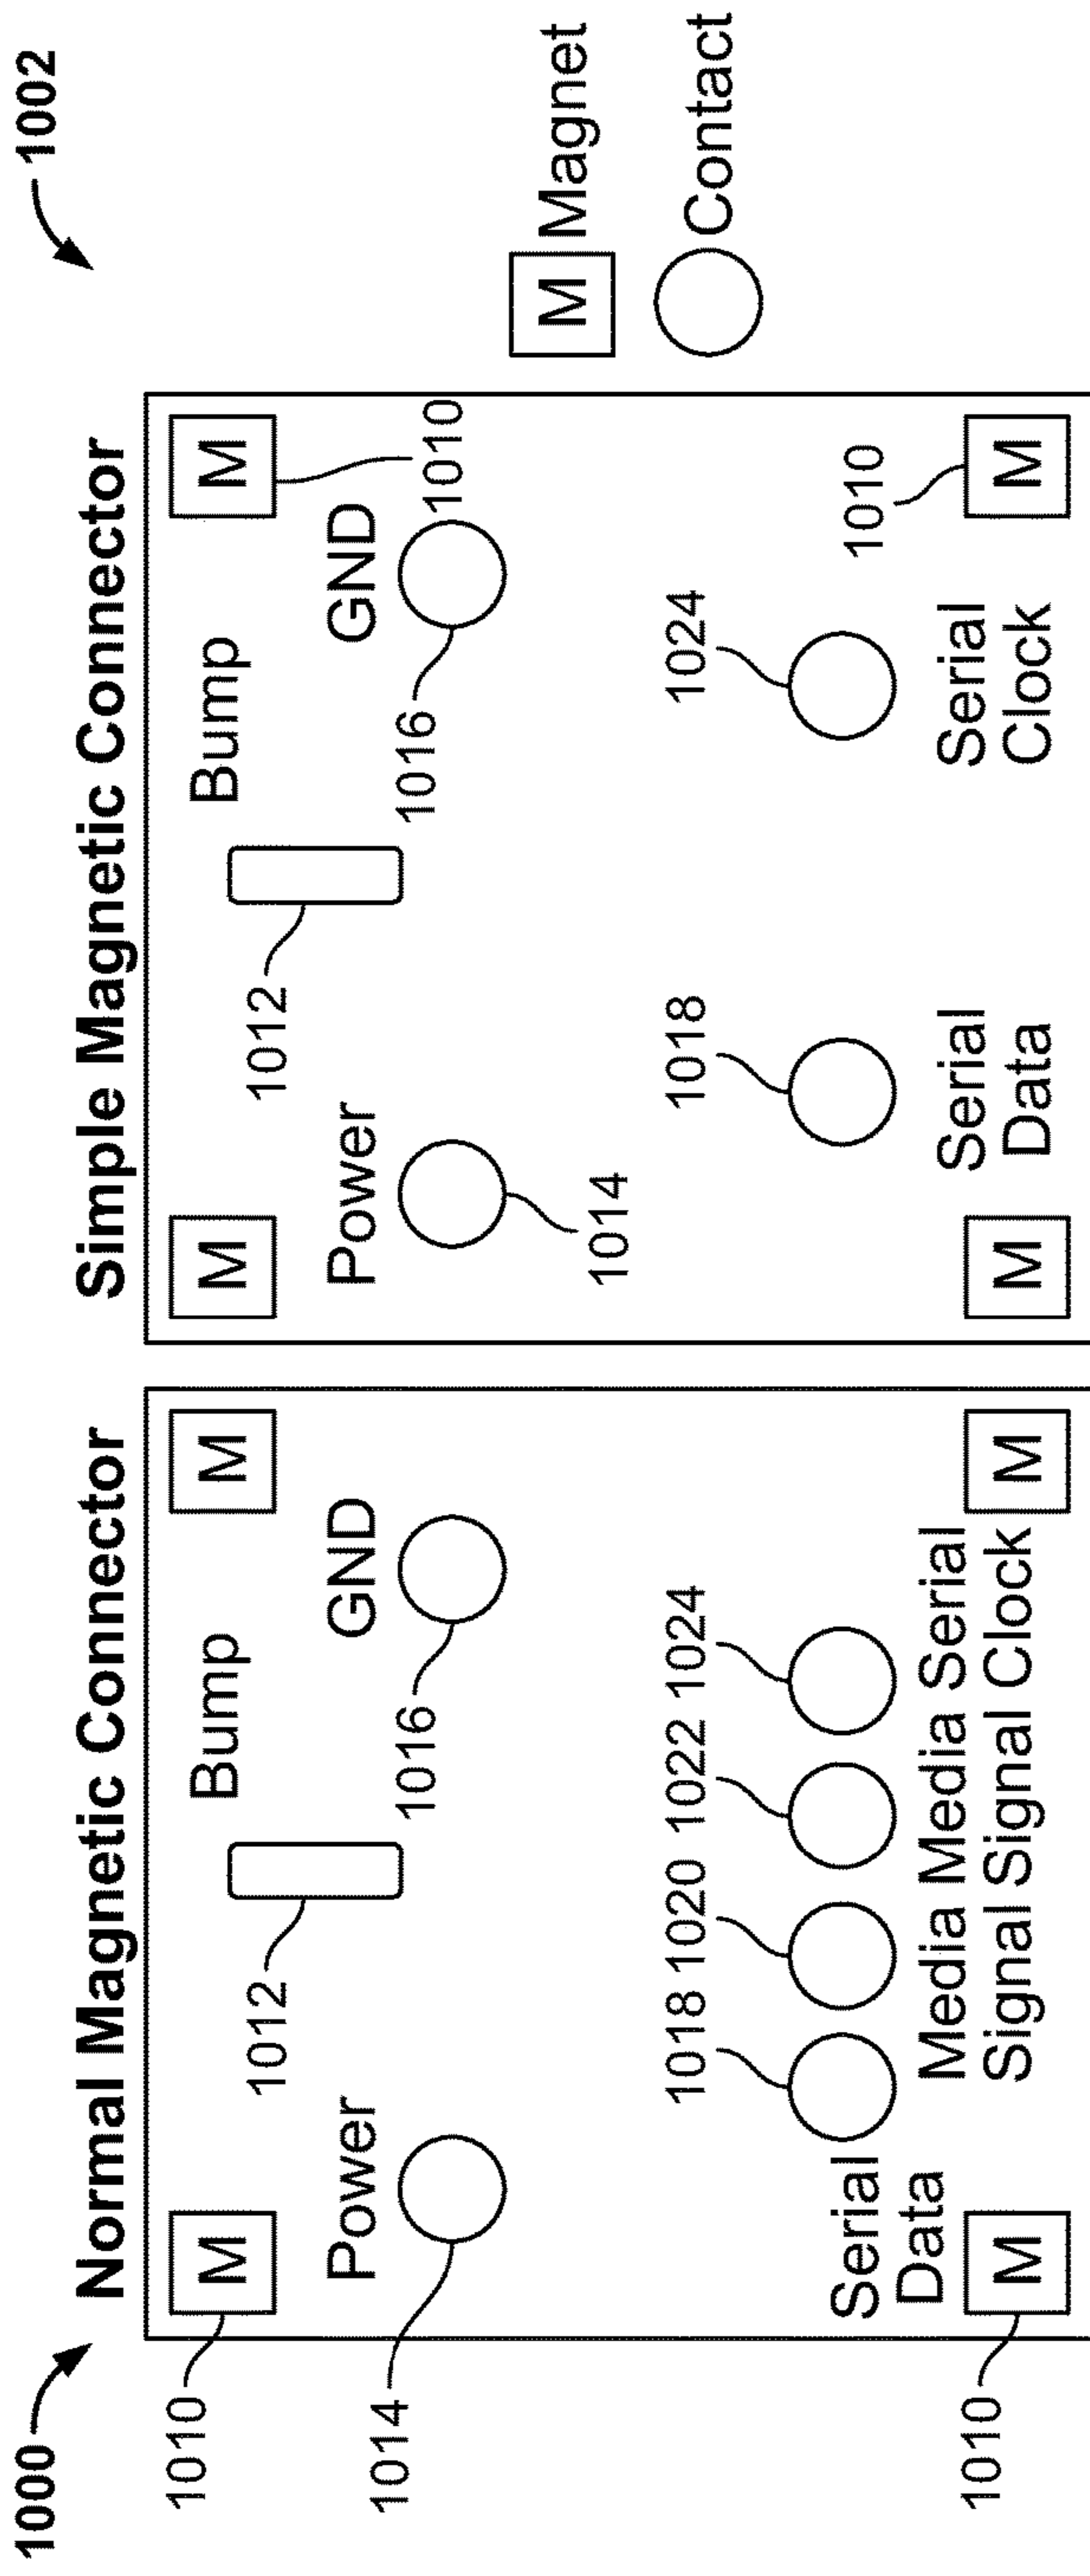 1000
Normal Magnetic Connector
1010
M
Bump
M
1012
Power
GND
1014
1016
1018
1020
1022
1024
Serial
Data
Media Media Serial
Signal Signal Clock
1010
M
M
1002
Simple Magnetic Connector
M
Bump
M
1010
1012
Power
GND
1014
1016
1018
1024
1010
Serial
Data
Serial
Clock
M
M
M Magnet
Contact